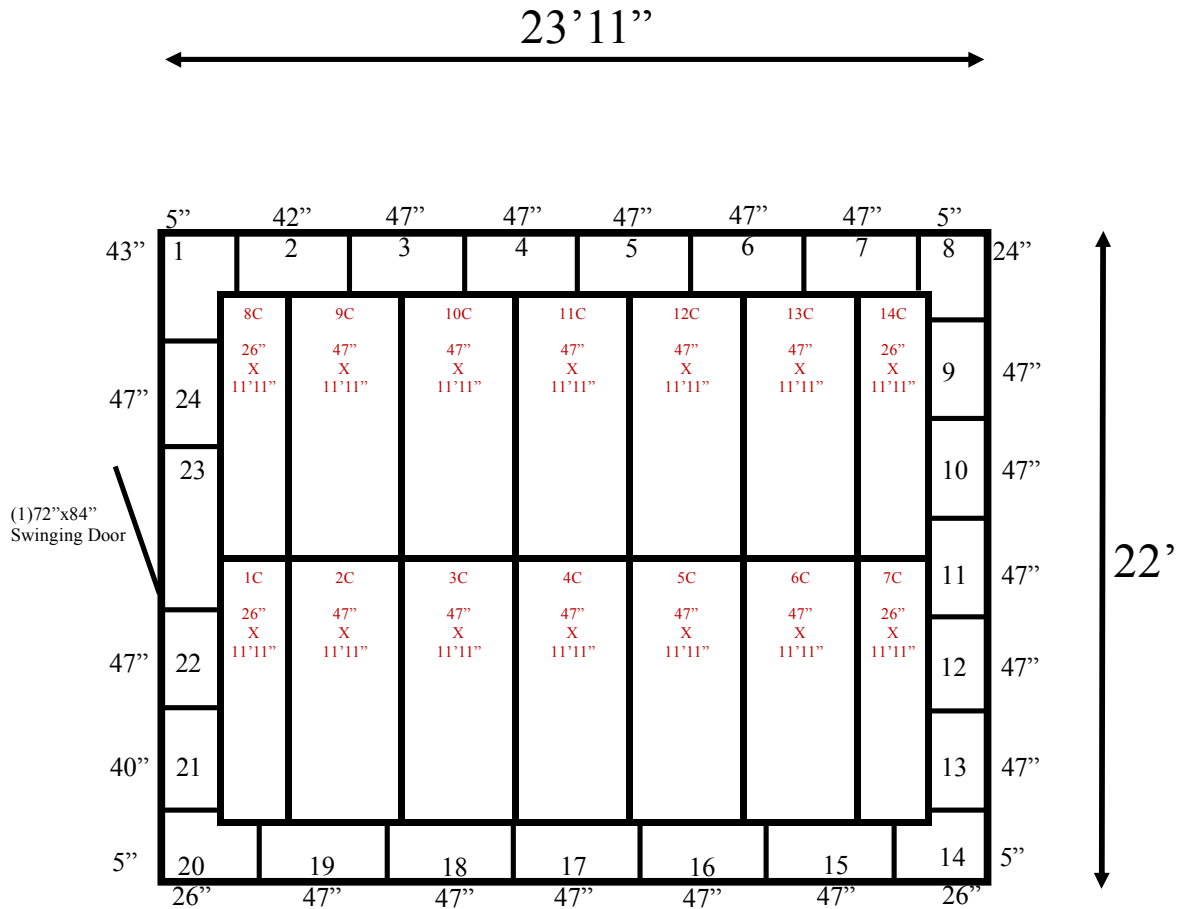 23’11”
5” 42” 47” 47” 47” 47” 47” 5”
43” 1 2 3 4 5 6 7 8 24”
8C 9C 10C 11C 12C 13C 14C
26” 47” 47” 47” 47” 47” 26”
X X X X X X X
11’11” 11’11” 11’11” 11’11” 11’11” 11’11” 11’11”
9 47”
47” 24
23 10 47”
(1)72”x84”
Swinging Door
22’
1C 2C 3C 4C 5C 6C 7C
11 47”
26” 47” 47” 47” 47” 47” 26”
X X X X X X X
11’11” 11’11” 11’11” 11’11” 11’11” 11’11” 11’11”
47” 22 12 47”
40” 21 13 47”
5” 20 19 18 17 16 15 14 5”
26” 47” 47” 47” 47” 47” 26”